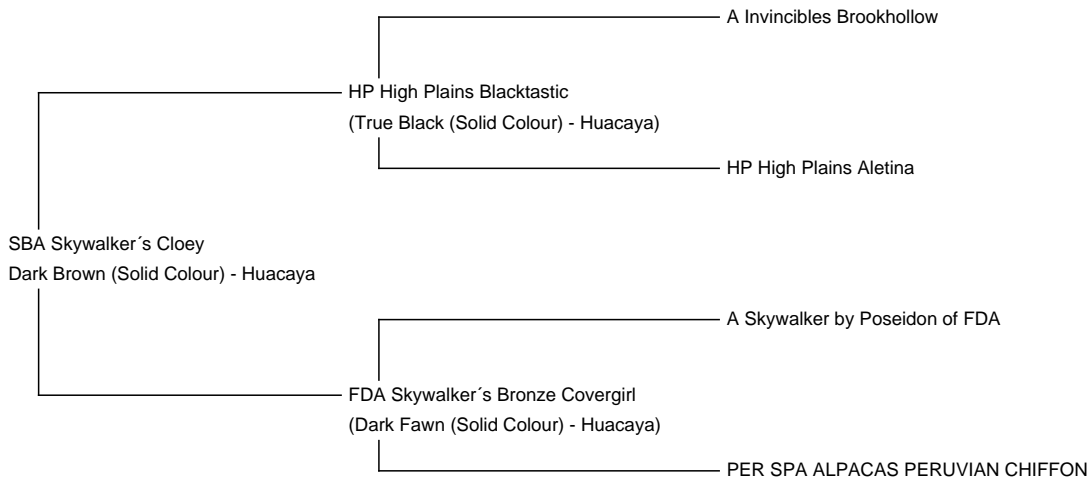 A Invincibles Brookhollow
HP High Plains Blacktastic
(True Black (Solid Colour) - Huacaya)
HP High Plains Aletina
SBA Skywalker´s Cloey
Dark Brown (Solid Colour) - Huacaya
A Skywalker by Poseidon of FDA
FDA Skywalker´s Bronze Covergirl
(Dark Fawn (Solid Colour) - Huacaya)
PER SPA ALPACAS PERUVIAN CHIFFON